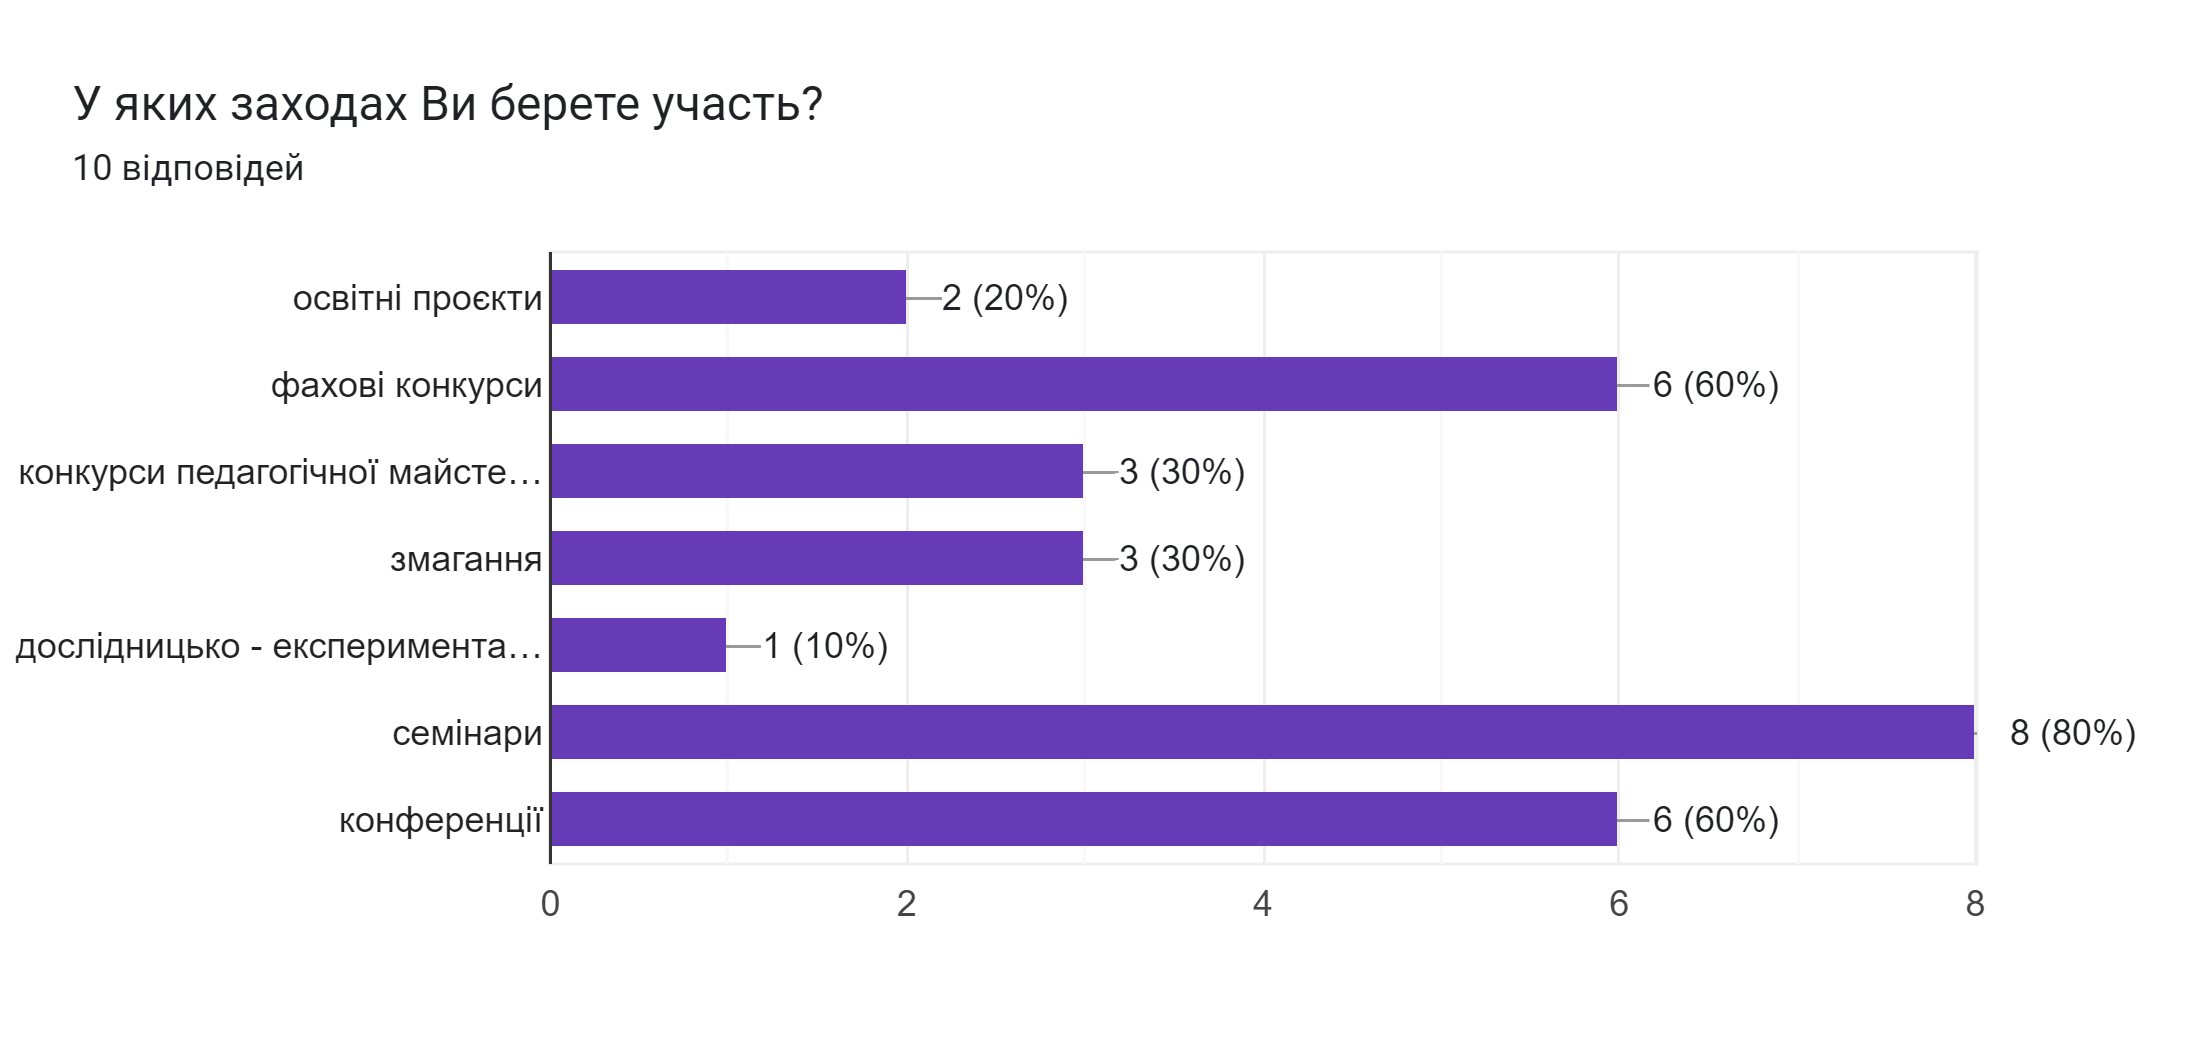 У яких заходах Ви берете участь?
10 відповідей
освітні проєкти 2 (20%)
фахові конкурси 6 (60%)
конкурси педагогічної майсте… 3 (30%)
змагання 3 (30%)
дослідницько - експеримента… 1 (10%)
семінари 8 (80%)
конференції 6 (60%)
0 2 4 6 8